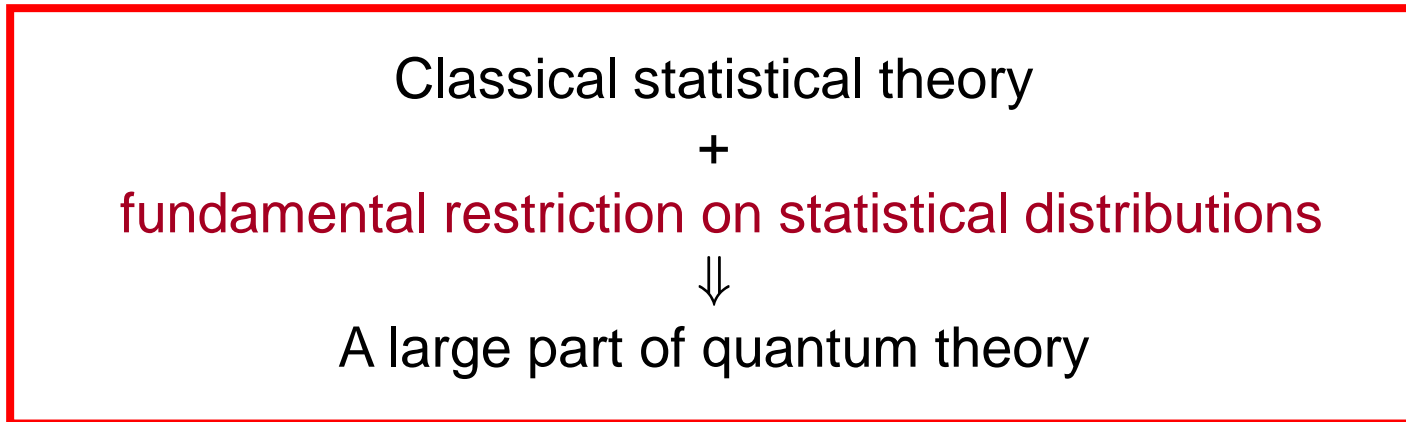 Classical statistical theory
+
fundamental restriction on statistical distributions
⇓
A large part of quantum theory